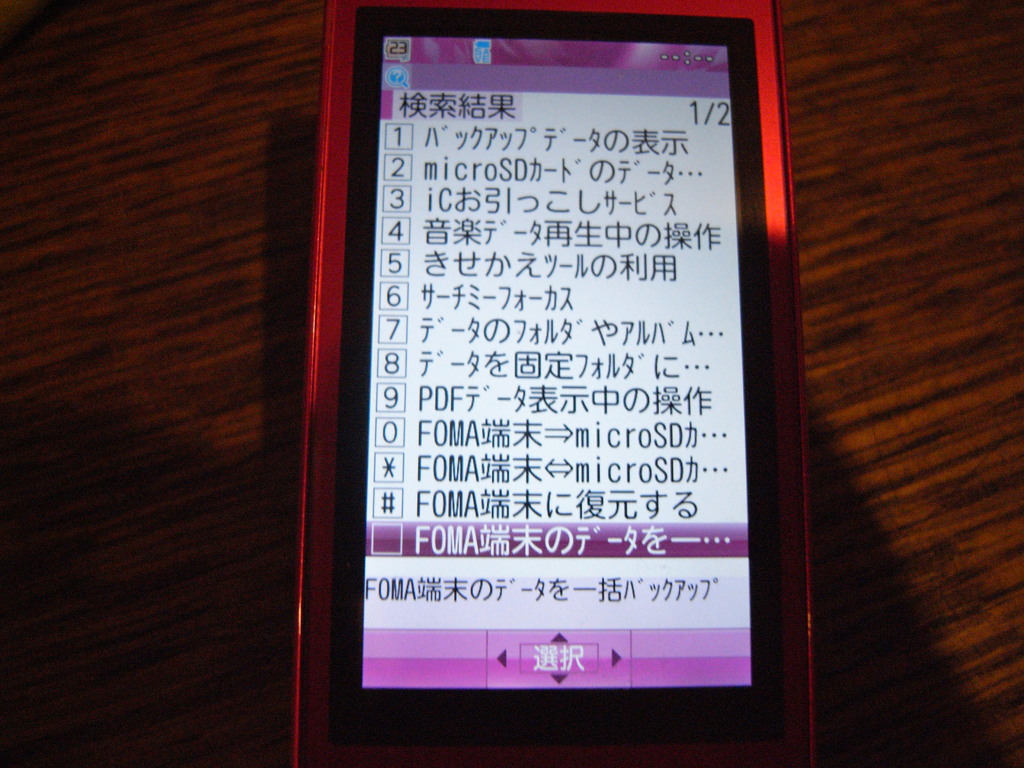 23
--:--
検索結果 1/2
1 ﾊﾞｯｸｱｯﾌﾟﾃﾞｰﾀの表示
2 microSDｶｰﾄﾞのﾃﾞｰﾀ…
3 iCお引っこしｻｰﾋﾞｽ
4 音楽ﾃﾞｰﾀ再生中の操作
5 きせかえﾂｰﾙの利用
6 ｻｰﾁﾐｰﾌｫｰｶｽ
7 ﾃﾞｰﾀのﾌｫﾙﾀﾞやｱﾙﾊﾞﾑ…
8 ﾃﾞｰﾀを固定ﾌｫﾙﾀﾞに…
9 PDFﾃﾞｰﾀ表示中の操作
0 FOMA端末⇒microSDｶ…
* FOMA端末⇔microSDｶ…
# FOMA端末に復元する
FOMA端末のﾃﾞｰﾀを一…
FOMA端末のﾃﾞｰﾀを一括ﾊﾞｯｸｱｯﾌﾟ
選択